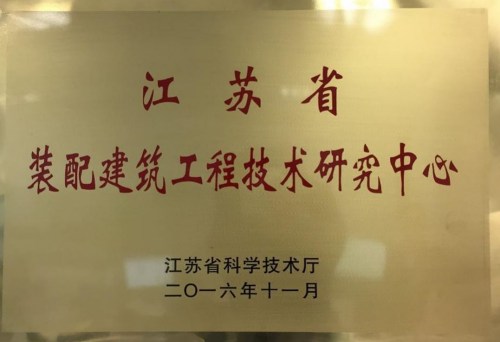 江苏省
装配建筑工程技术研究中心
江苏省科学技术厅
二〇一六年十一月